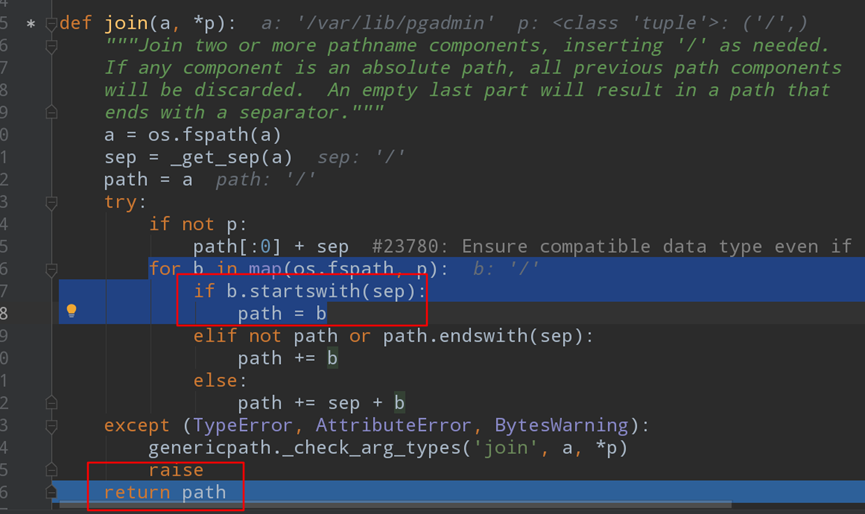 5 * def join(a, *p):  a: '/var/lib/pgadmin'  p: <class 'tuple'>: ('/',)
6     """Join two or more pathname components, inserting '/' as needed.
7     If any component is an absolute path, all previous path components
8     will be discarded.  An empty last part will result in a path that
9     ends with a separator."""
0     a = os.fspath(a)
1     sep = _get_sep(a)  sep: '/'
2     path = a  path: '/'
3     try:
4         if not p:
5             path[:0] + sep  #23780: Ensure compatible data type even if
6         for b in map(os.fspath, p):  b: '/'
7             if b.startswith(sep):
8                 path = b
9             elif not path or path.endswith(sep):
0                 path += b
1             else:
2                 path += sep + b
3     except (TypeError, AttributeError, BytesWarning):
4         genericpath._check_arg_types('join', a, *p)
5         raise
6     return path